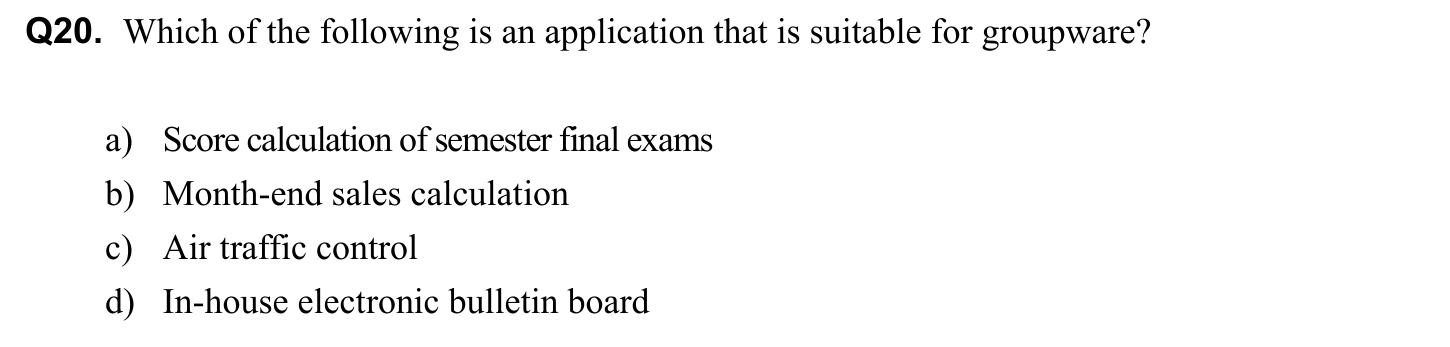 Q20. Which of the following is an application that is suitable for groupware?
a) Score calculation of semester final exams
b) Month-end sales calculation
c) Air traffic control
d) In-house electronic bulletin board